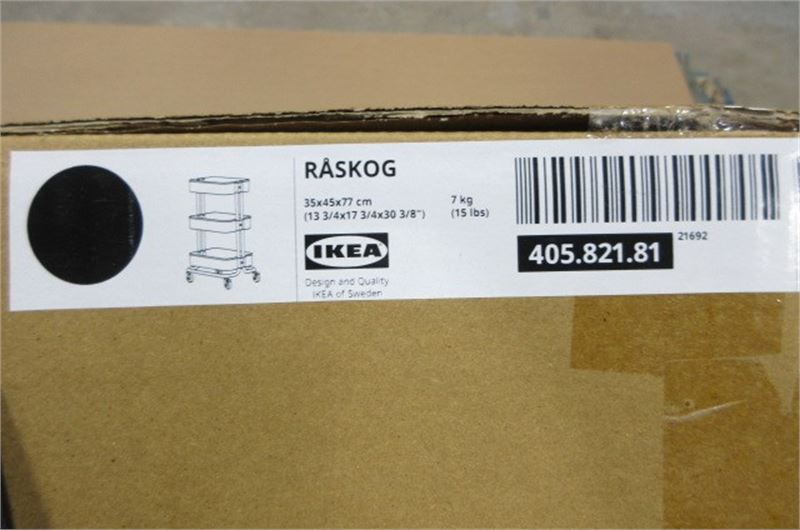 RÅSKOG
35x45x77 cm
(13 3/4x17 3/4x30 3/8")
7 kg
(15 lbs)
IKEA
Design and Quality
IKEA of Sweden
405.821.81
21692